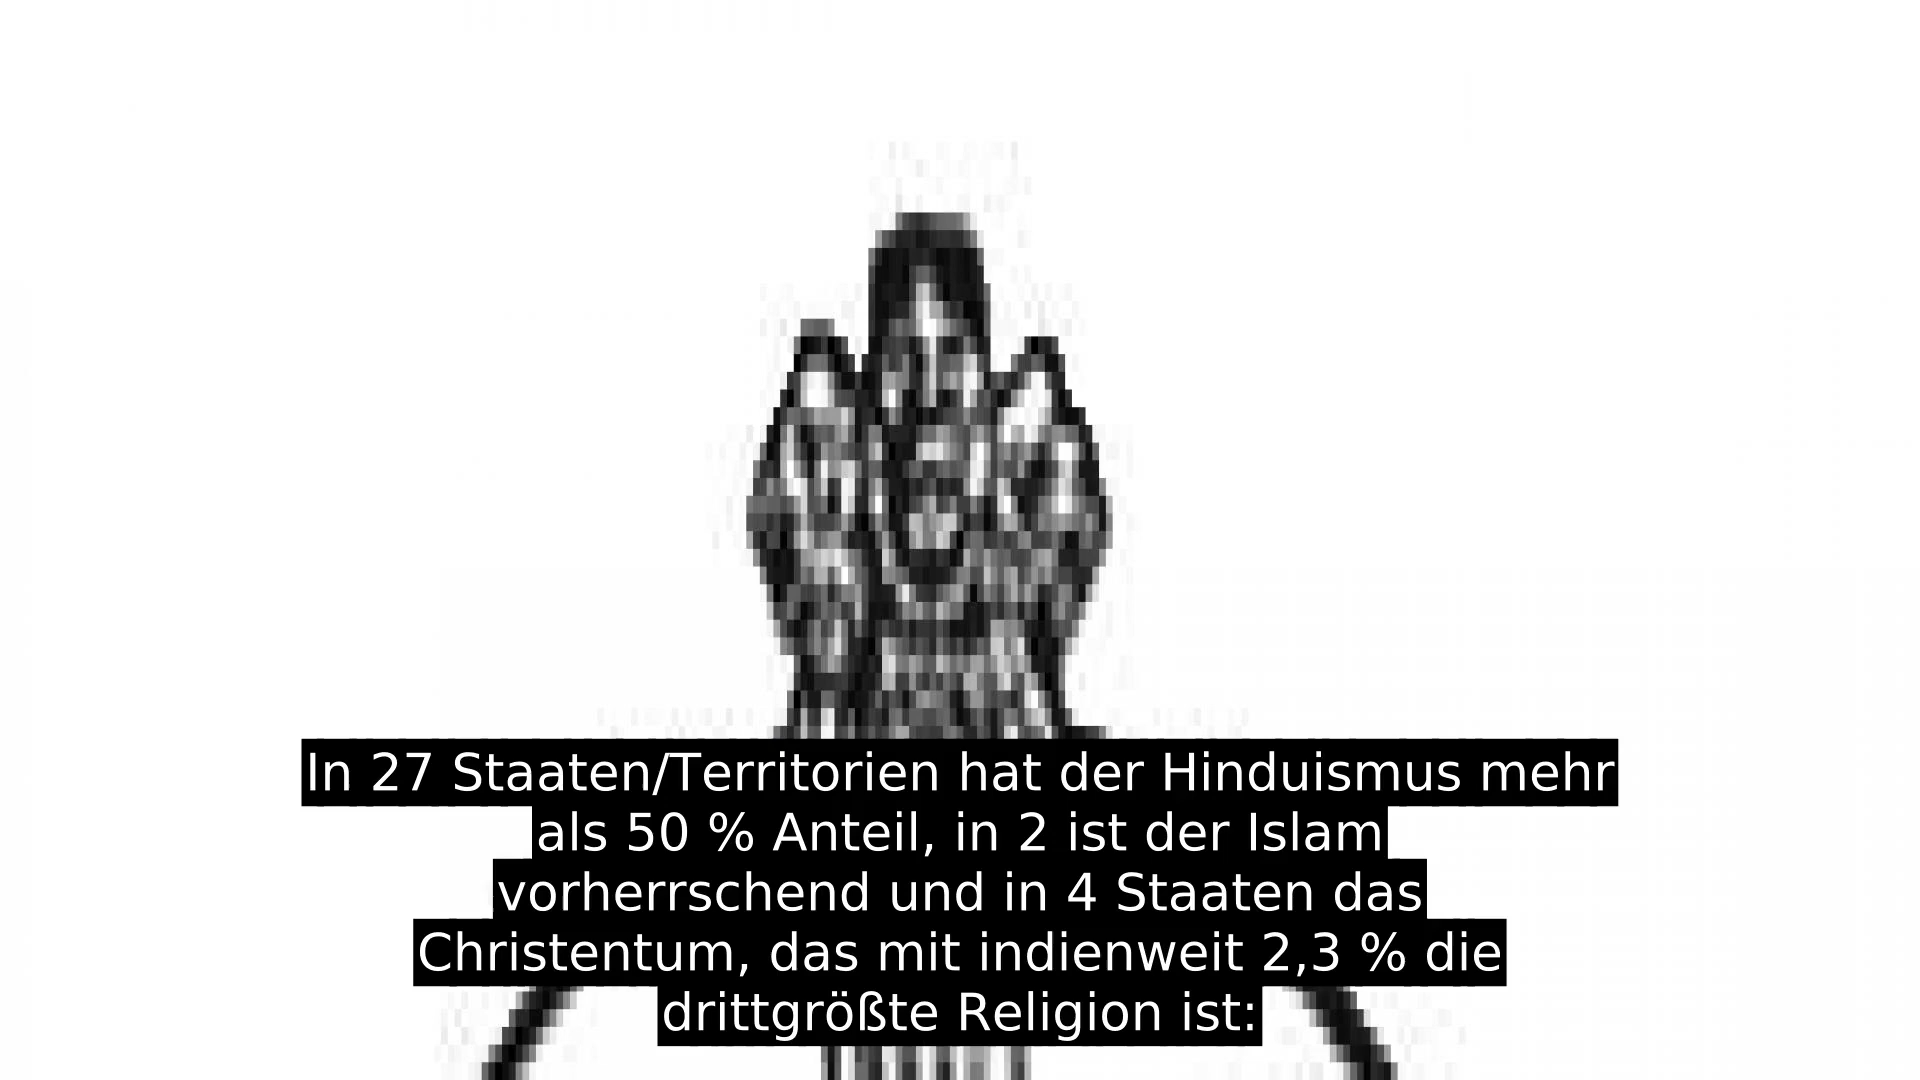 In 27 Staaten/Territorien hat der Hinduismus mehr
als 50 % Anteil, in 2 ist der Islam
vorherrschend und in 4 Staaten das
Christentum, das mit indienweit 2,3 % die
drittgrößte Religion ist: